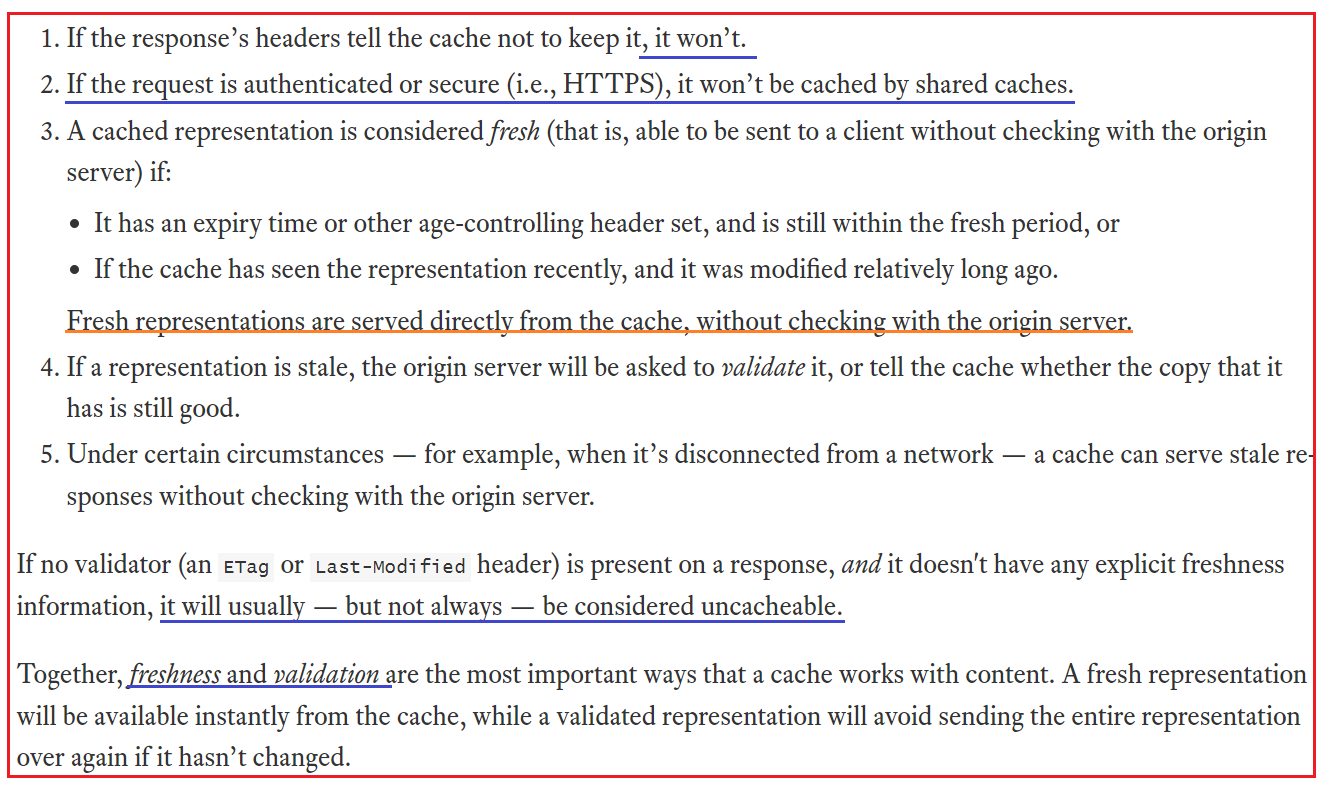 1. If the response’s headers tell the cache not to keep it, it won’t.
2. If the request is authenticated or secure (i.e., HTTPS), it won’t be cached by shared caches.
3. A cached representation is considered fresh (that is, able to be sent to a client without checking with the origin
server) if:
• It has an expiry time or other age-controlling header set, and is still within the fresh period, or
• If the cache has seen the representation recently, and it was modified relatively long ago.
Fresh representations are served directly from the cache, without checking with the origin server.
4. If a representation is stale, the origin server will be asked to validate it, or tell the cache whether the copy that it
has is still good.
5. Under certain circumstances — for example, when it’s disconnected from a network — a cache can serve stale re-
sponses without checking with the origin server.
If no validator (an ETag or Last-Modified header) is present on a response, and it doesn't have any explicit freshness
information, it will usually — but not always — be considered uncacheable.
Together, freshness and validation are the most important ways that a cache works with content. A fresh representation
will be available instantly from the cache, while a validated representation will avoid sending the entire representation
over again if it hasn’t changed.